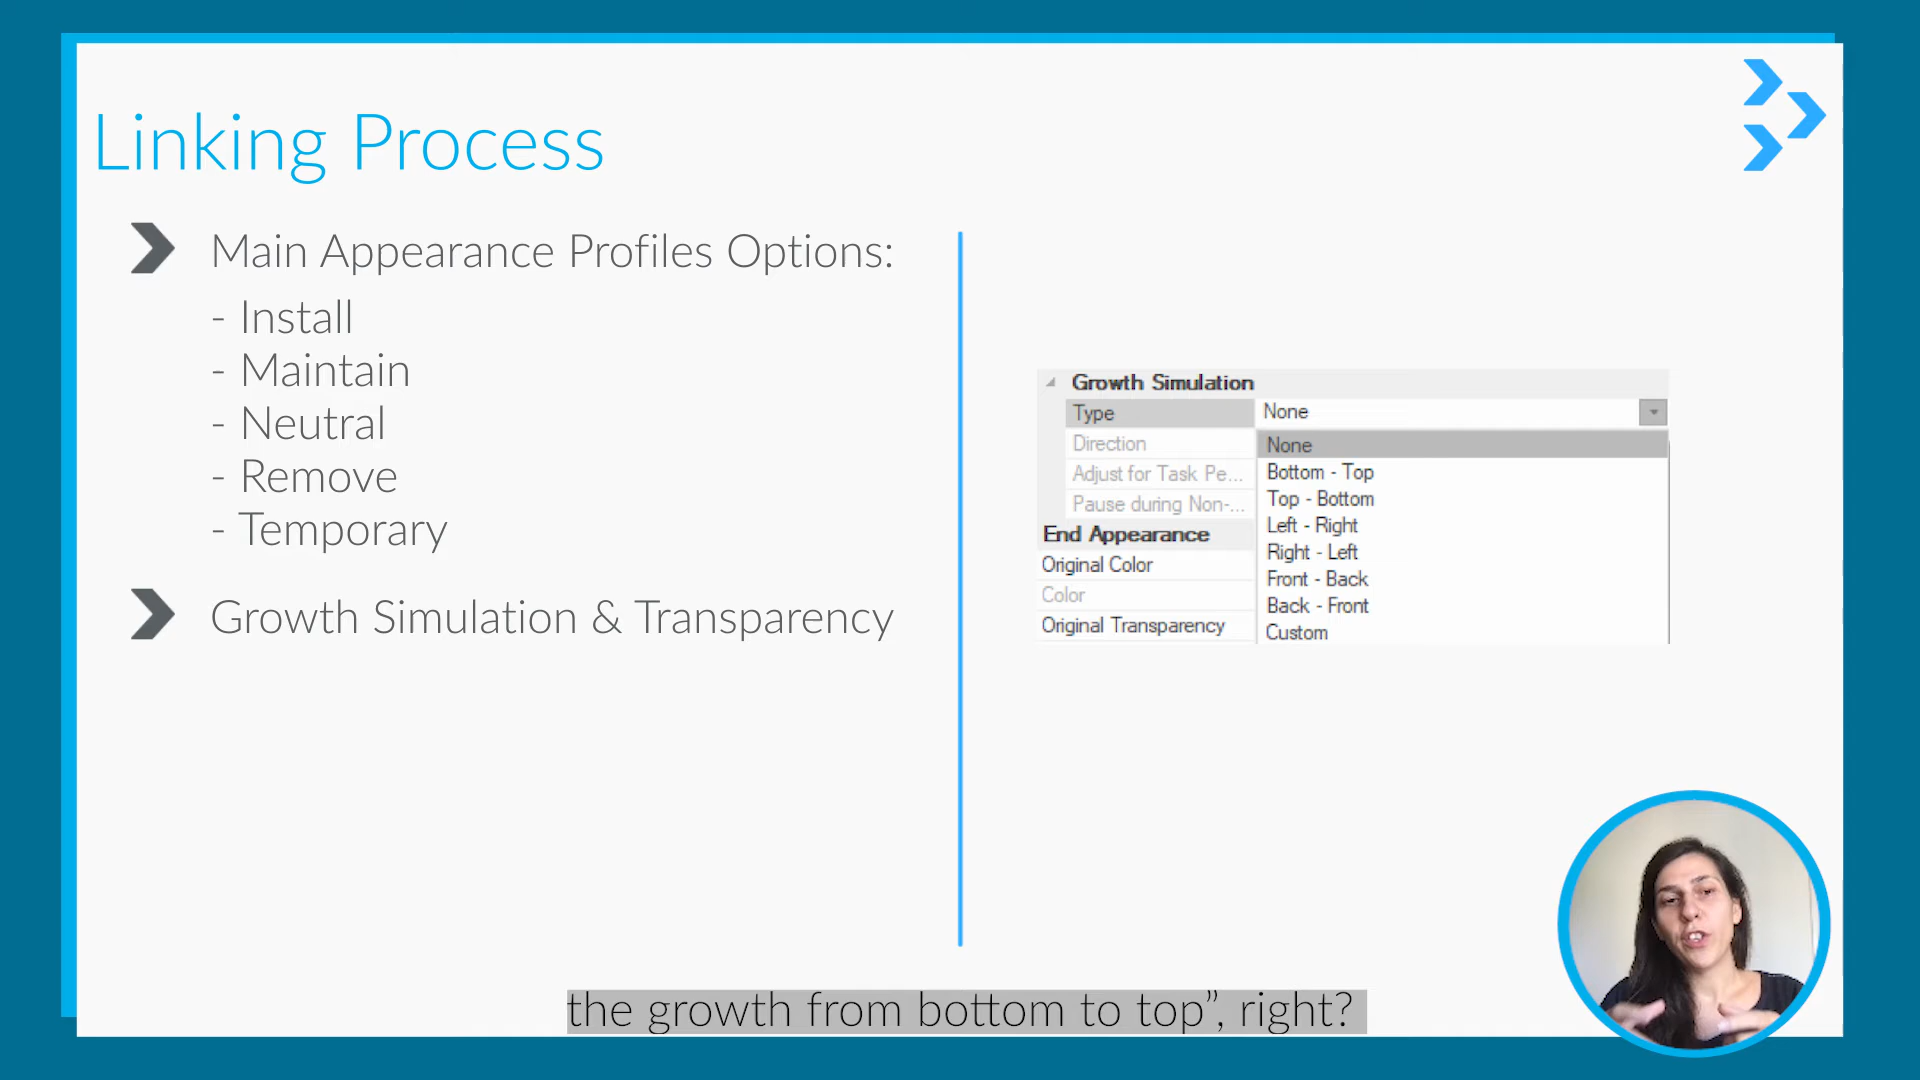 Linking Process
Main Appearance Profiles Options:
- Install
- Maintain
- Neutral
- Remove
- Temporary
Growth Simulation & Transparency
Growth Simulation
Type None
Direction
Adjust for Task Pe...
Pause during Non-...
End Appearance
Original Color
Color
Original Transparency
None
Bottom - Top
Top - Bottom
Left - Right
Right - Left
Front - Back
Back - Front
Custom
the growth from bottom to top”, right?